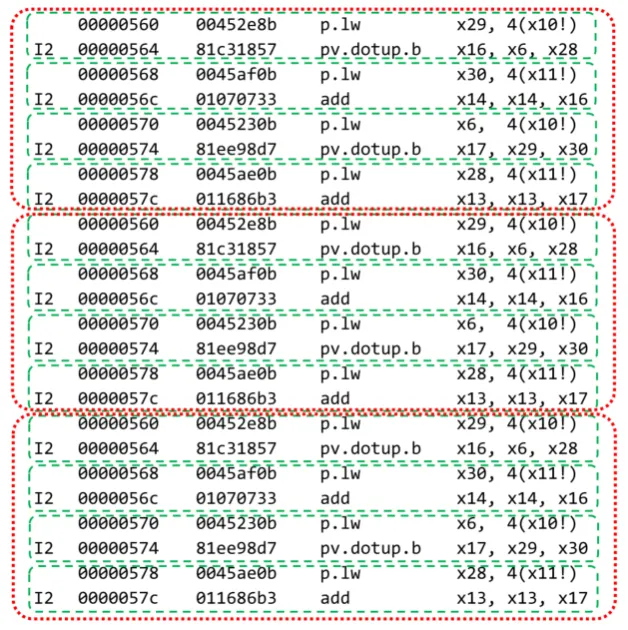 00000560 00452e8b p.lw x29, 4(x10!)
I2 00000564 81c31857 pv.dotup.b x16, x6, x28
00000568 0045af0b p.lw x30, 4(x11!)
I2 0000056c 01070733 add x14, x14, x16
00000570 0045230b p.lw x6, 4(x10!)
I2 00000574 81ee98d7 pv.dotup.b x17, x29, x30
00000578 0045ae0b p.lw x28, 4(x11!)
I2 0000057c 011686b3 add x13, x13, x17
00000560 00452e8b p.lw x29, 4(x10!)
I2 00000564 81c31857 pv.dotup.b x16, x6, x28
00000568 0045af0b p.lw x30, 4(x11!)
I2 0000056c 01070733 add x14, x14, x16
00000570 0045230b p.lw x6, 4(x10!)
I2 00000574 81ee98d7 pv.dotup.b x17, x29, x30
00000578 0045ae0b p.lw x28, 4(x11!)
I2 0000057c 011686b3 add x13, x13, x17
00000560 00452e8b p.lw x29, 4(x10!)
I2 00000564 81c31857 pv.dotup.b x16, x6, x28
00000568 0045af0b p.lw x30, 4(x11!)
I2 0000056c 01070733 add x14, x14, x16
00000570 0045230b p.lw x6, 4(x10!)
I2 00000574 81ee98d7 pv.dotup.b x17, x29, x30
00000578 0045ae0b p.lw x28, 4(x11!)
I2 0000057c 011686b3 add x13, x13, x17